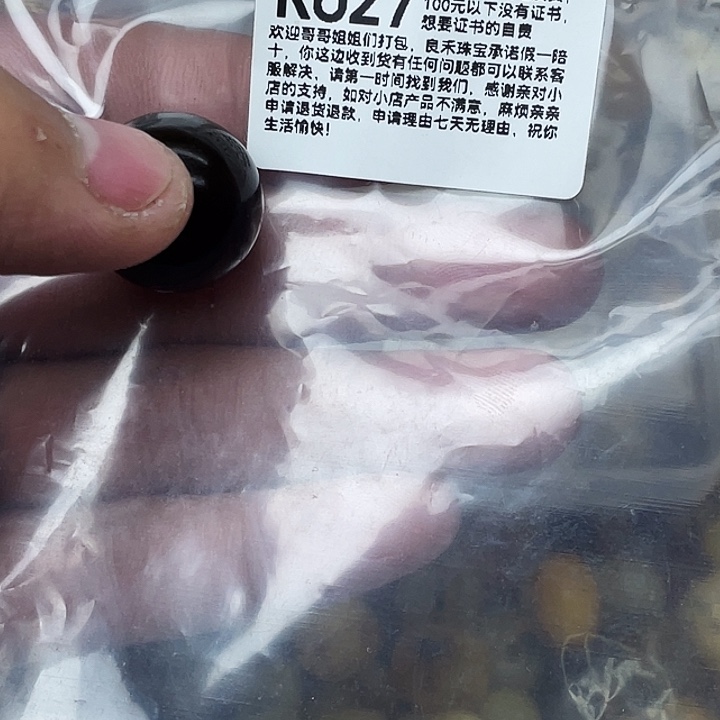 R627
100元以下没有证书,
想要证书的自费
欢迎哥哥姐姐们打包,良禾珠宝承诺假一赔
十,你这边收到货有任何问题都可以联系客
服解决,请第一时间找到我们,感谢亲对小
店的支持,如对小店产品不满意,麻烦亲亲
申请退货退款,申请理由七天无理由,祝你
生活愉快!